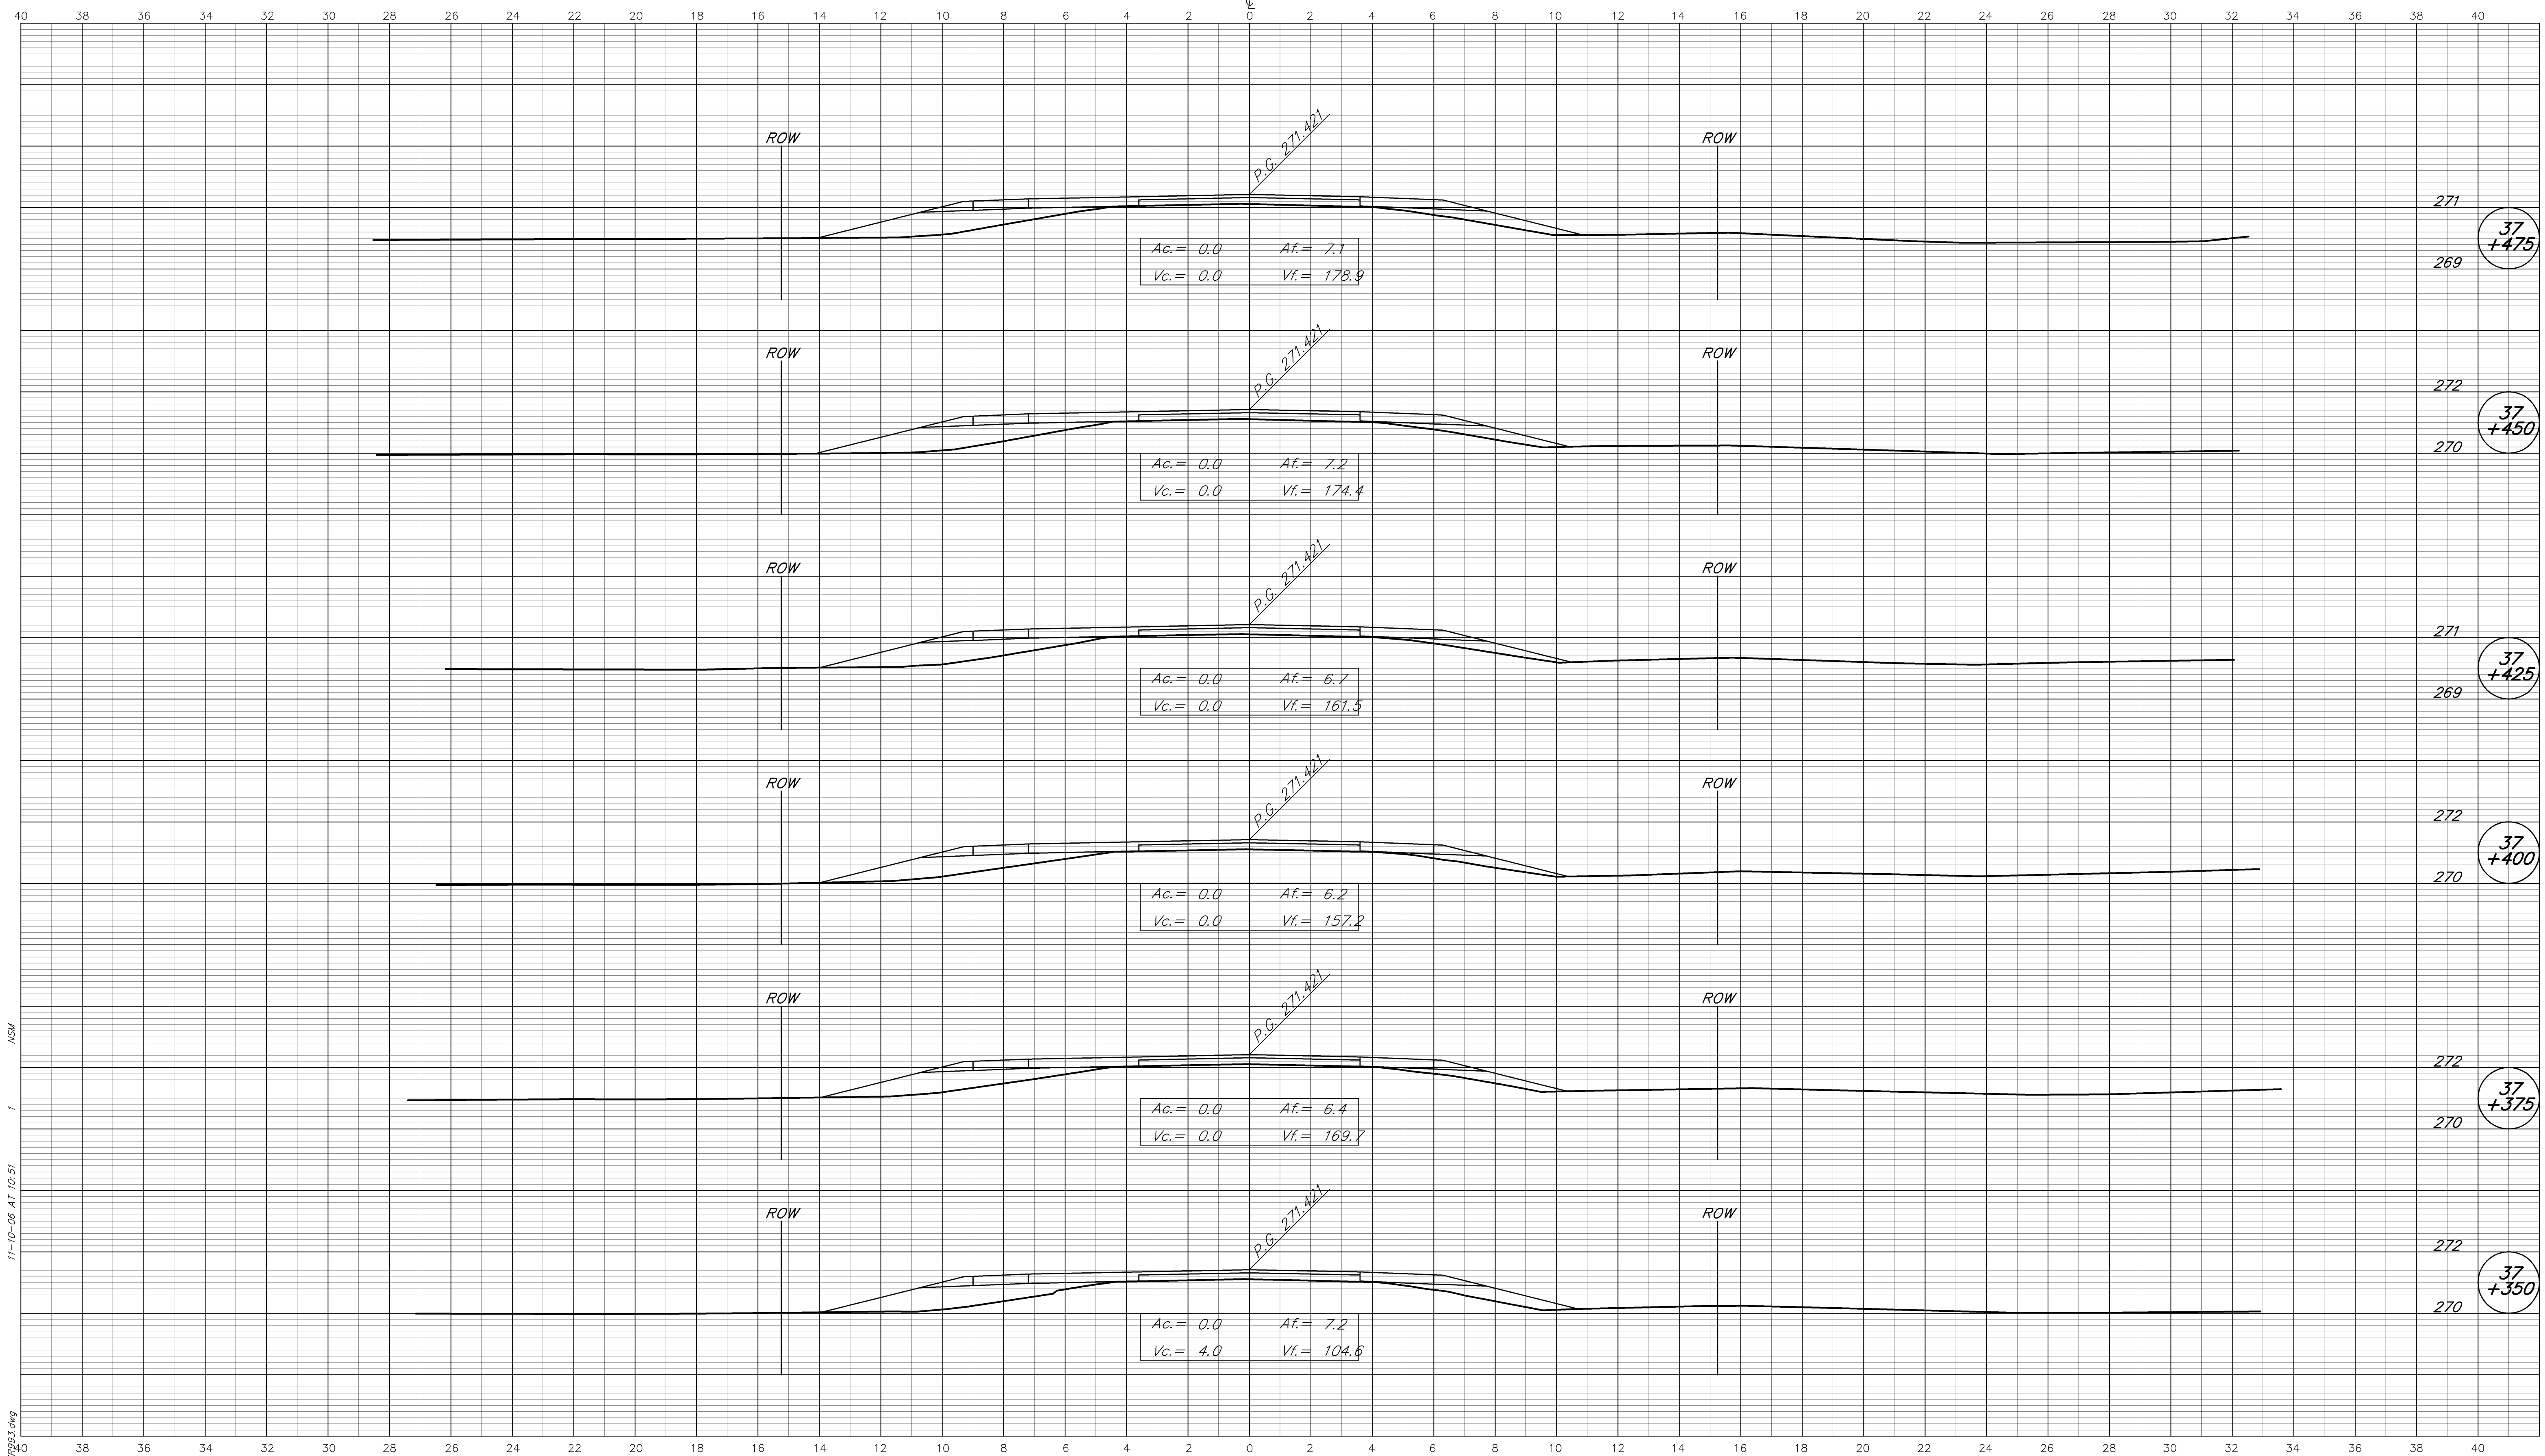 ℄
40 38 36 34 32 30 28 26 24 22 20 18 16 14 12 10 8 6 4 2 0 2 4 6 8 10 12 14 16 18 20 22 24 26 28 30 32 34 36 38 40
P.G. 271.421
ROW ROW
271
37
+475
Ac.= 0.0 Af.= 7.1
269
Vc.= 0.0 Vf.= 178.9
P.G. 271.421
ROW ROW
272
37
+450
270
Ac.= 0.0 Af.= 7.2
Vc.= 0.0 Vf.= 174.4
P.G. 271.421
ROW ROW
271
37
+425
Ac.= 0.0 Af.= 6.7
269
Vc.= 0.0 Vf.= 161.5
P.G. 271.421
ROW ROW
272
37
+400
270
Ac.= 0.0 Af.= 6.2
Vc.= 0.0 Vf.= 157.2
P.G. 271.421
ROW ROW
272
37
+375
Ac.= 0.0 Af.= 6.4
270
Vc.= 0.0 Vf.= 169.7
P.G. 271.421
ROW ROW
272
37
+350
270
Ac.= 0.0 Af.= 7.2
Vc.= 4.0 Vf.= 104.6
40 38 36 34 32 30 28 26 24 22 20 18 16 14 12 10 8 6 4 2 0 2 4 6 8 10 12 14 16 18 20 22 24 26 28 30 32 34 36 38 40
11-10-06 AT 10:51 1 NSM